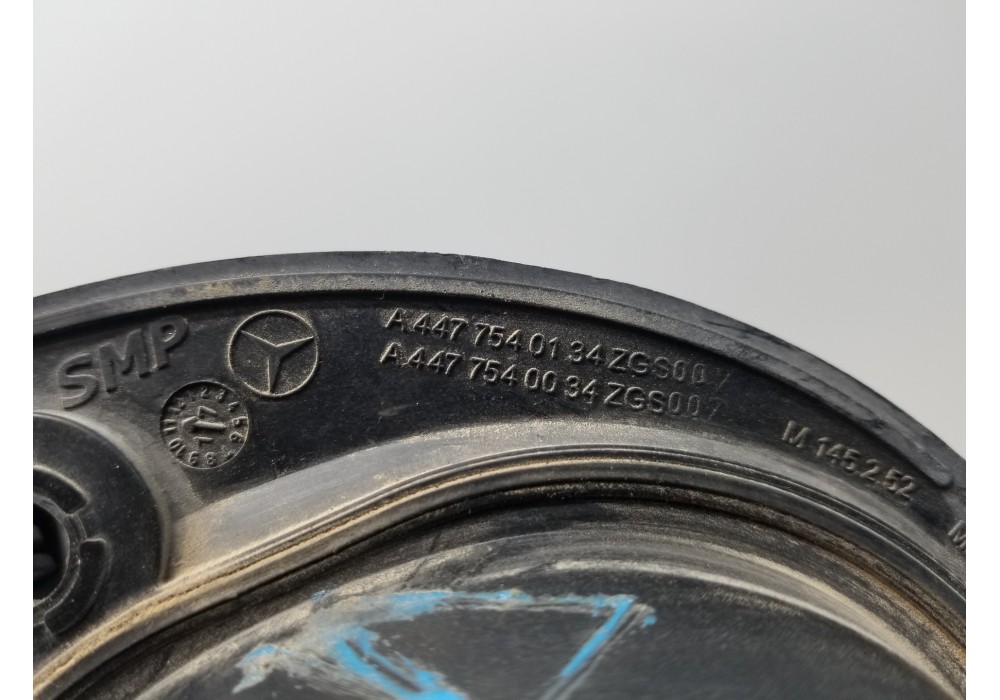 SMP
A 447 754 01 34 ZGS00
A 447 754 00 34 ZGS00
M 145.2.52
M